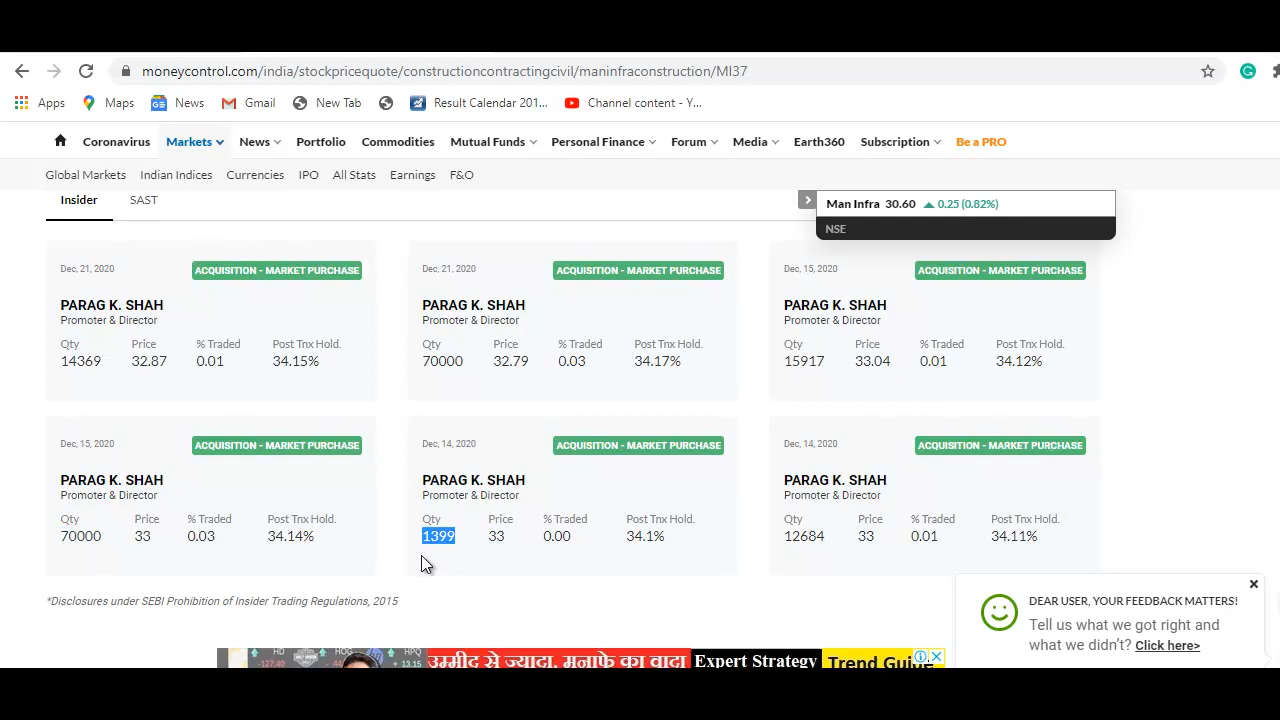 moneycontrol.com/india/stockpricequote/constructioncontractingcivil/maninfraconstruction/MI37
Apps Maps News Gmail New Tab Result Calendar 201... Channel content - Y...
Coronavirus Markets News Portfolio Commodities Mutual Funds Personal Finance Forum Media Earth360 Subscription Be a PRO
Global Markets Indian Indices Currencies IPO All Stats Earnings F&O
Insider SAST
Man Infra 30.60 0.25 (0.82%)
NSE
Dec, 21, 2020 ACQUISITION - MARKET PURCHASE
PARAG K. SHAH
Promoter & Director
Qty Price % Traded Post Tnx Hold.
14369 32.87 0.01 34.15%
Dec, 21, 2020 ACQUISITION - MARKET PURCHASE
PARAG K. SHAH
Promoter & Director
Qty Price % Traded Post Tnx Hold.
70000 32.79 0.03 34.17%
Dec, 15, 2020 ACQUISITION - MARKET PURCHASE
PARAG K. SHAH
Promoter & Director
Qty Price % Traded Post Tnx Hold.
15917 33.04 0.01 34.12%
Dec, 15, 2020 ACQUISITION - MARKET PURCHASE
PARAG K. SHAH
Promoter & Director
Qty Price % Traded Post Tnx Hold.
70000 33 0.03 34.14%
Dec, 14, 2020 ACQUISITION - MARKET PURCHASE
PARAG K. SHAH
Promoter & Director
Qty Price % Traded Post Tnx Hold.
1399 33 0.00 34.1%
Dec, 14, 2020 ACQUISITION - MARKET PURCHASE
PARAG K. SHAH
Promoter & Director
Qty Price % Traded Post Tnx Hold.
12684 33 0.01 34.11%
*Disclosures under SEBI Prohibition of Insider Trading Regulations, 2015
DEAR USER, YOUR FEEDBACK MATTERS!
Tell us what we got right and
what we didn't? Click here>
HD HOG HPQ
-127.40 + 13.15
उम्मीद से ज्यादा, मुनाफे का वादा Expert Strategy Trend Guide